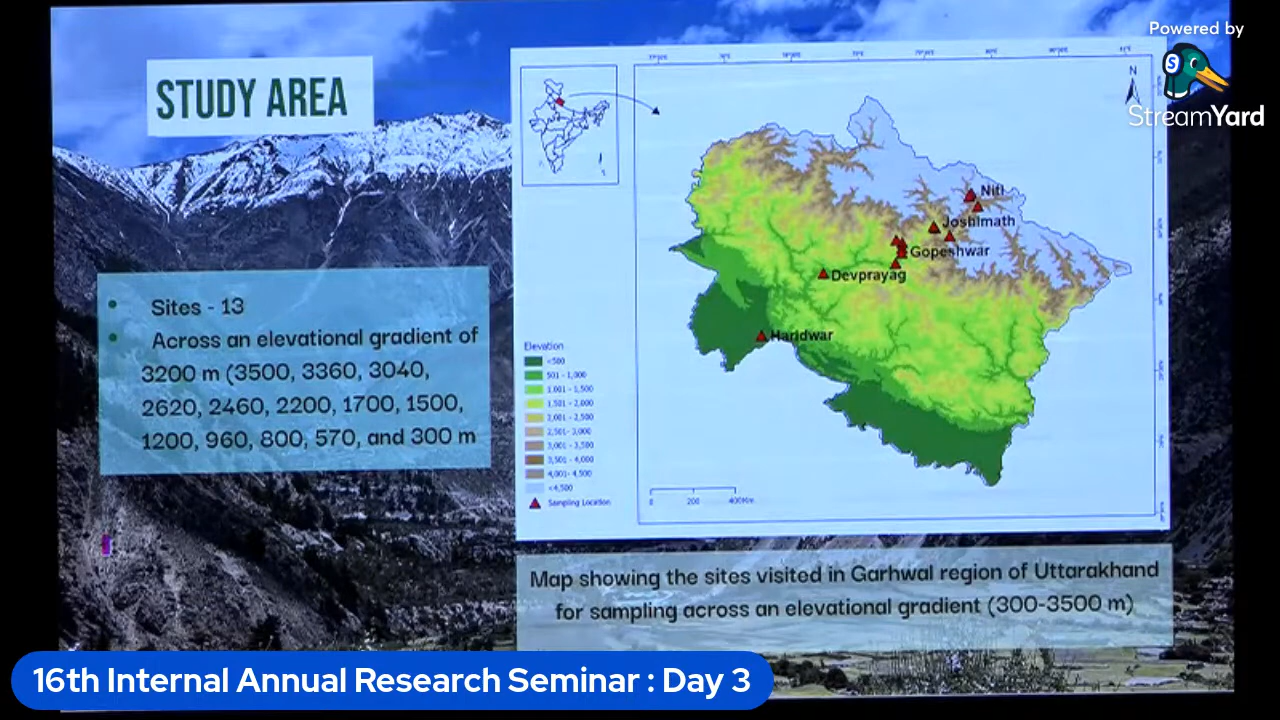 Powered by
StreamYard
STUDY AREA
Sites - 13
Across an elevational gradient of
3200 m (3500, 3360, 3040,
2620, 2460, 2200, 1700, 1500,
1200, 960, 800, 570, and 300 m
N
Niti
Joshimath
Gopeshwar
Devprayag
Haridwar
Elevation
<500
501 - 1,000
1,001 - 1,500
1,501 - 2,000
2,001 - 2,500
2,501 - 3,000
3,001 - 3,500
3,501 - 4,000
4,001 - 4,500
<4,500
Sampling Location
0 200 400Km
Map showing the sites visited in Garhwal region of Uttarakhand
for sampling across an elevational gradient (300-3500 m)
16th Internal Annual Research Seminar : Day 3